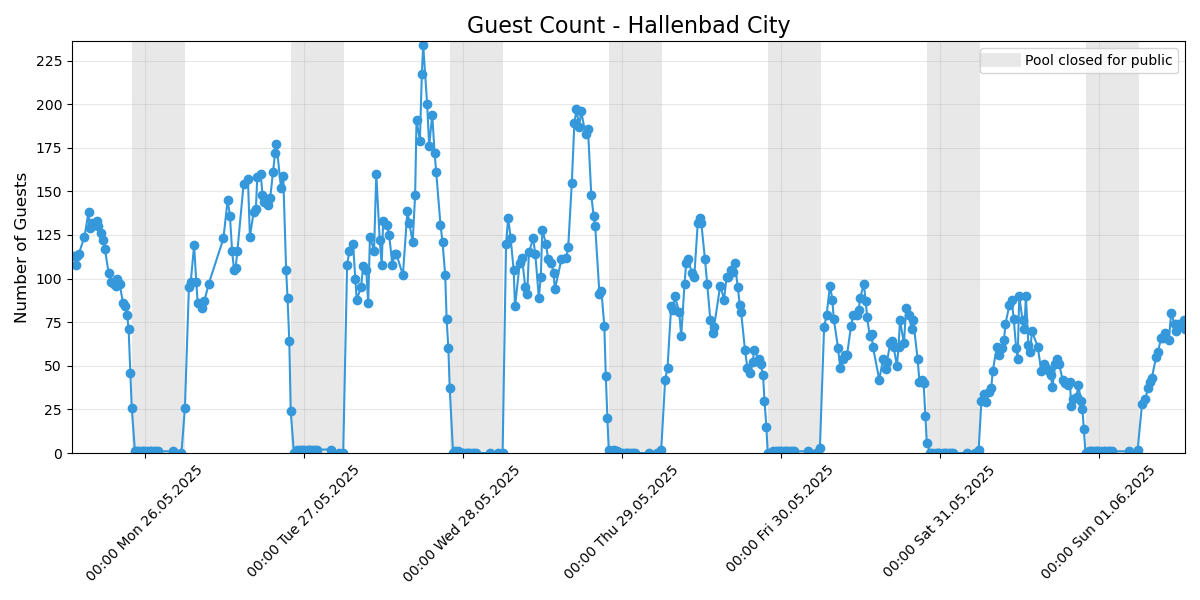 Guest Count - Hallenbad City
Pool closed for public
Number of Guests
225
200
175
150
125
100
75
50
25
0
00:00 Mon 26.05.2025
00:00 Tue 27.05.2025
00:00 Wed 28.05.2025
00:00 Thu 29.05.2025
00:00 Fri 30.05.2025
00:00 Sat 31.05.2025
00:00 Sun 01.06.2025